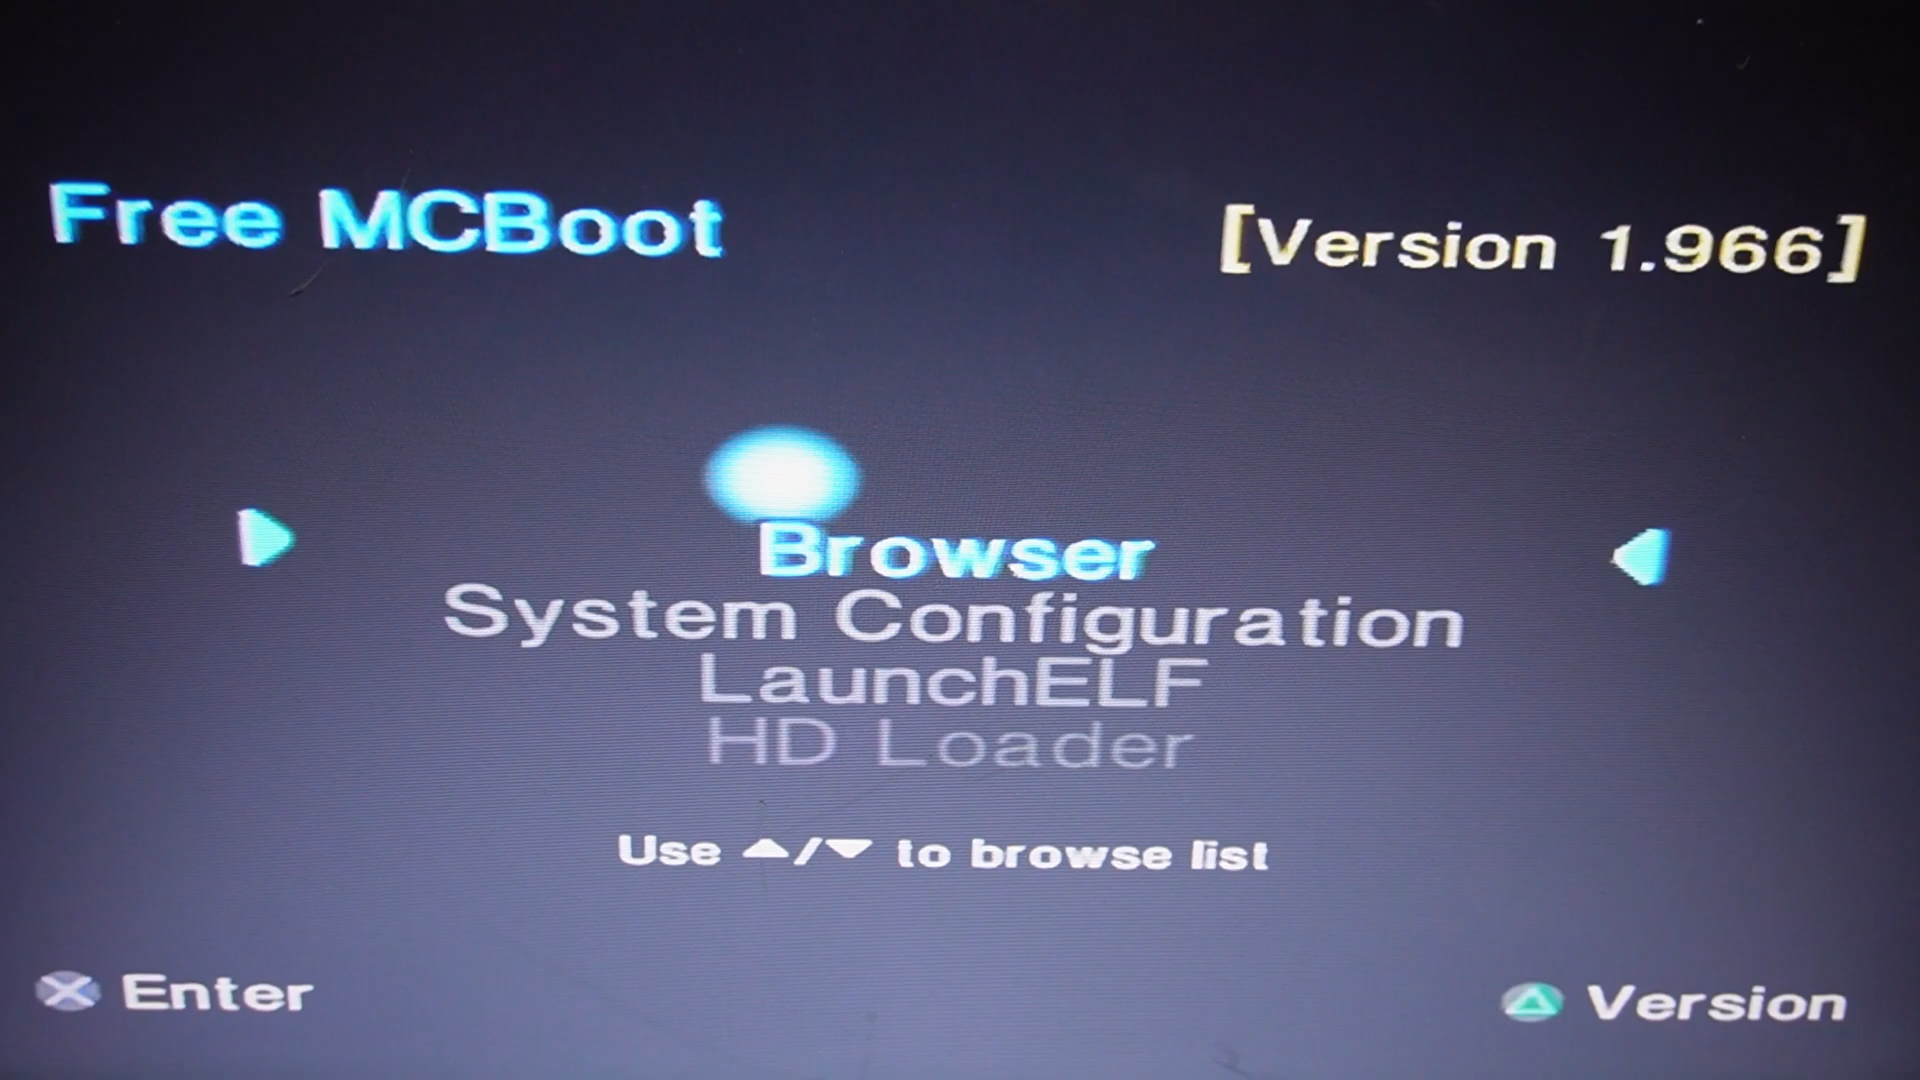 Free MCBoot
[Version 1.966]
Browser
System Configuration
LaunchELF
HD Loader
Use ▲/▼ to browse list
Enter
Version